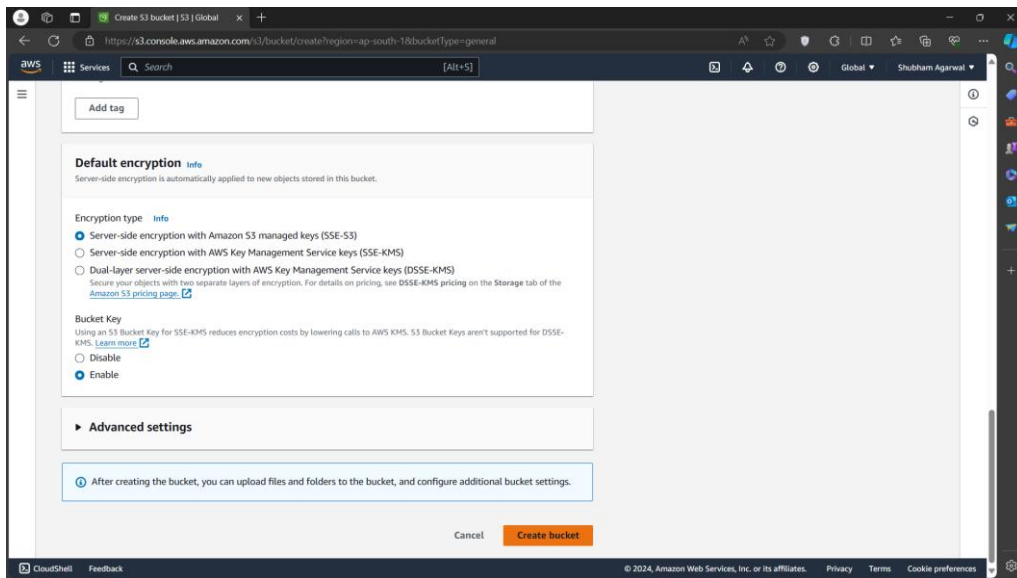 Create S3 bucket | S3 | Global
https://s3.console.aws.amazon.com/s3/bucket/create?region=ap-south-1&bucketType=general
aws
Services
Search
[Alt+S]
Global
Shubham Agarwal
Add tag
Default encryption Info
Server-side encryption is automatically applied to new objects stored in this bucket.
Encryption type Info
Server-side encryption with Amazon S3 managed keys (SSE-S3)
Server-side encryption with AWS Key Management Service keys (SSE-KMS)
Dual-layer server-side encryption with AWS Key Management Service keys (DSSE-KMS)
Secure your objects with two separate layers of encryption. For details on pricing, see DSSE-KMS pricing on the Storage tab of the
Amazon S3 pricing page.
Bucket Key
Using an S3 Bucket Key for SSE-KMS reduces encryption costs by lowering calls to AWS KMS. S3 Bucket Keys aren't supported for DSSE-
KMS. Learn more
Disable
Enable
Advanced settings
After creating the bucket, you can upload files and folders to the bucket, and configure additional bucket settings.
Cancel
Create bucket
CloudShell
Feedback
© 2024, Amazon Web Services, Inc. or its affiliates.
Privacy
Terms
Cookie preferences